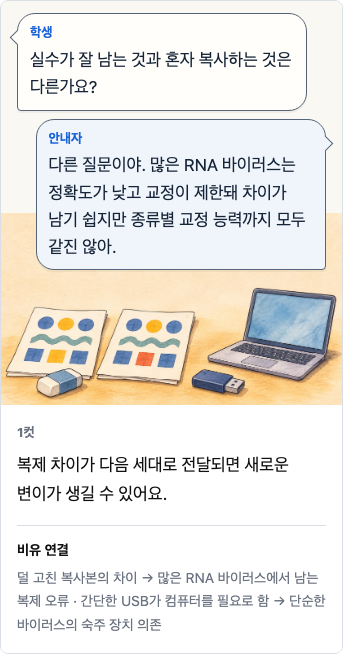 학생
실수가 잘 남는 것과 혼자 복사하는 것은
다른가요?
안내자
다른 질문이야. 많은 RNA 바이러스는
정확도가 낮고 교정이 제한돼 차이가
남기 쉽지만 종류별 교정 능력까지 모두
같진 않아.
1컷
복제 차이가 다음 세대로 전달되면 새로운
변이가 생길 수 있어요.
비유 연결
덜 고친 복사본의 차이 → 많은 RNA 바이러스에서 남는
복제 오류 · 간단한 USB가 컴퓨터를 필요로 함 → 단순한
바이러스의 숙주 장치 의존